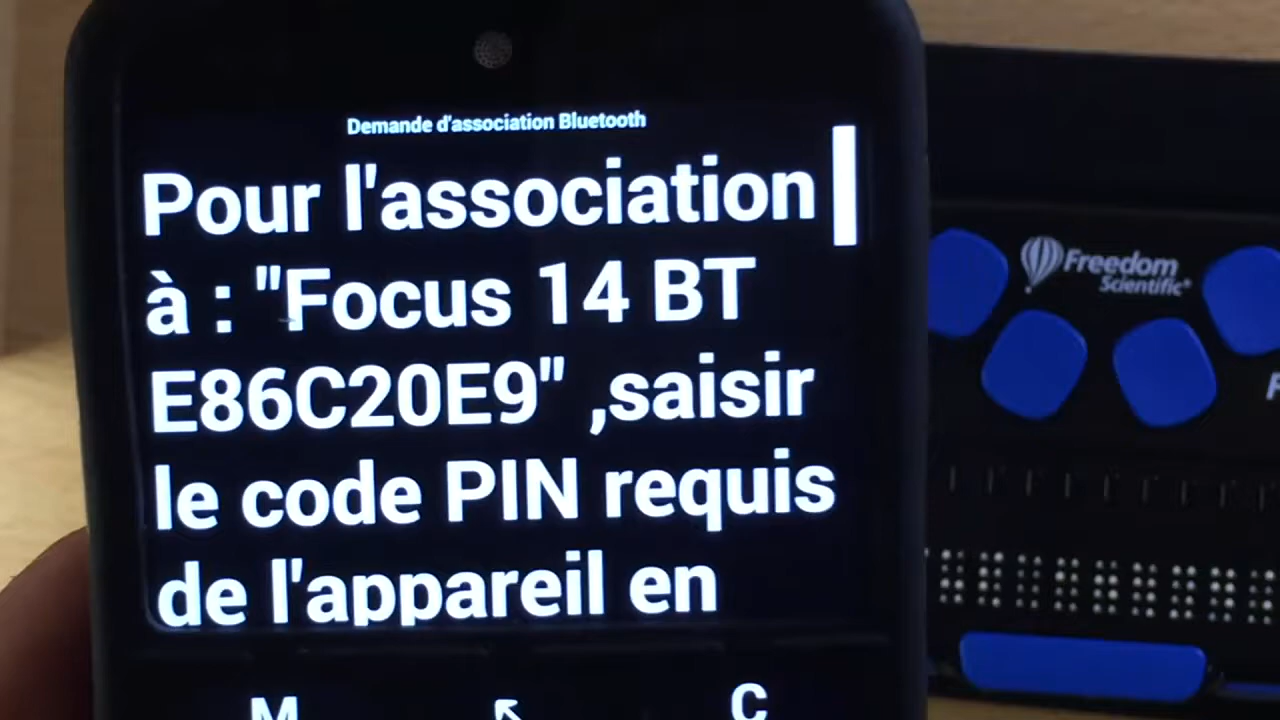 Demande d'association Bluetooth
Pour l'association
à : "Focus 14 BT
E86C20E9" ,saisir
le code PIN requis
de l'appareil en
M
C
Freedom
Scientific®
F